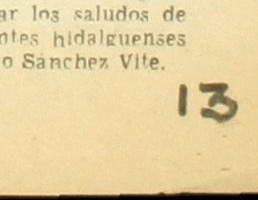 ar los saludos de
ntes hidalguenses
o Sánchez Vite.
13